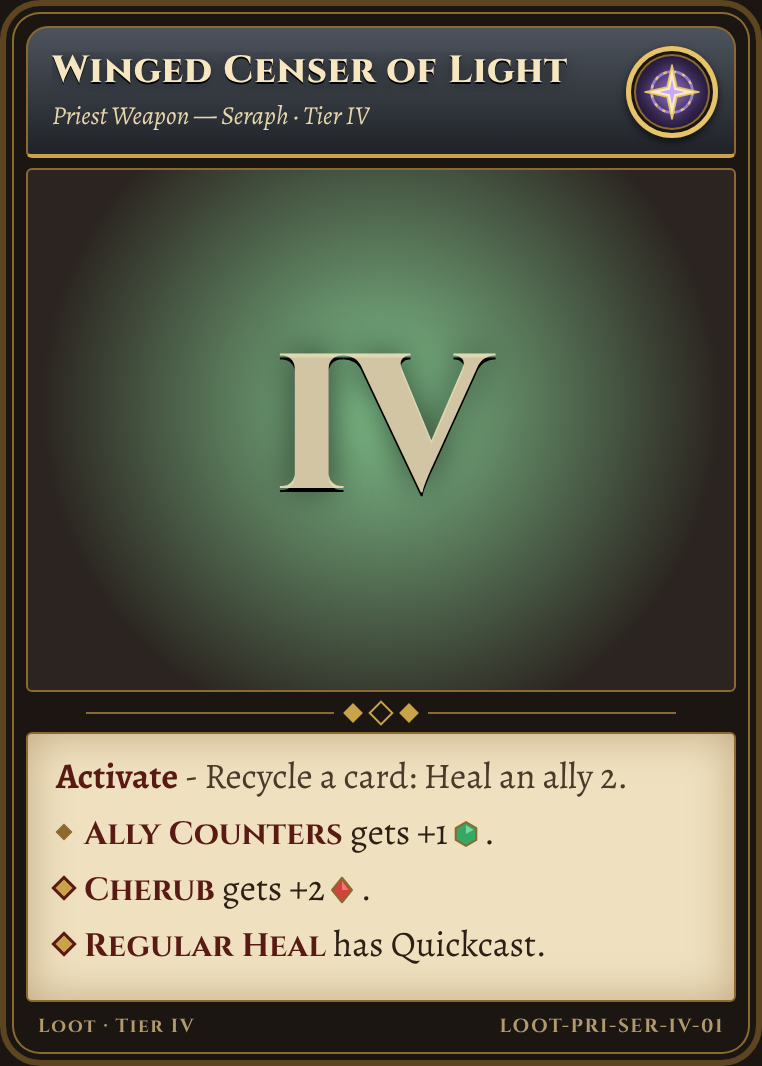 Winged Censer of Light
Priest Weapon — Seraph · Tier IV
IV
Activate - Recycle a card: Heal an ally 2.
Ally Counters gets +1 .
Cherub gets +2 .
Regular Heal has Quickcast.
Loot · Tier IV
LOOT-PRI-SER-IV-01